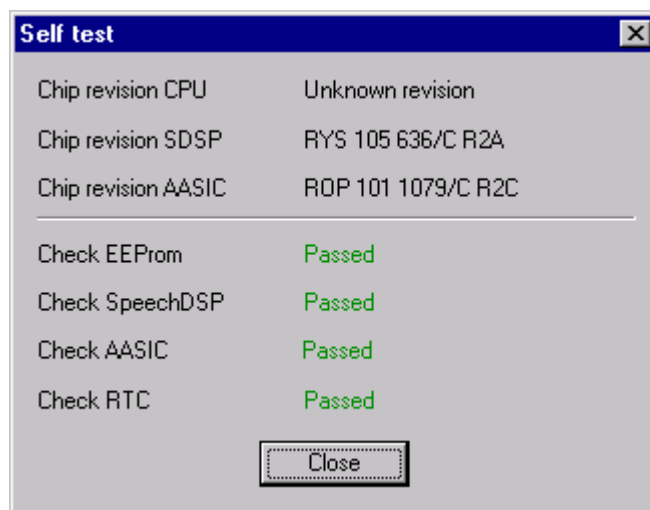 Self test
Chip revision CPU Unknown revision
Chip revision SDSP RYS 105 636/C R2A
Chip revision AASIC ROP 101 1079/C R2C
Check EEProm Passed
Check SpeechDSP Passed
Check AASIC Passed
Check RTC Passed
Close